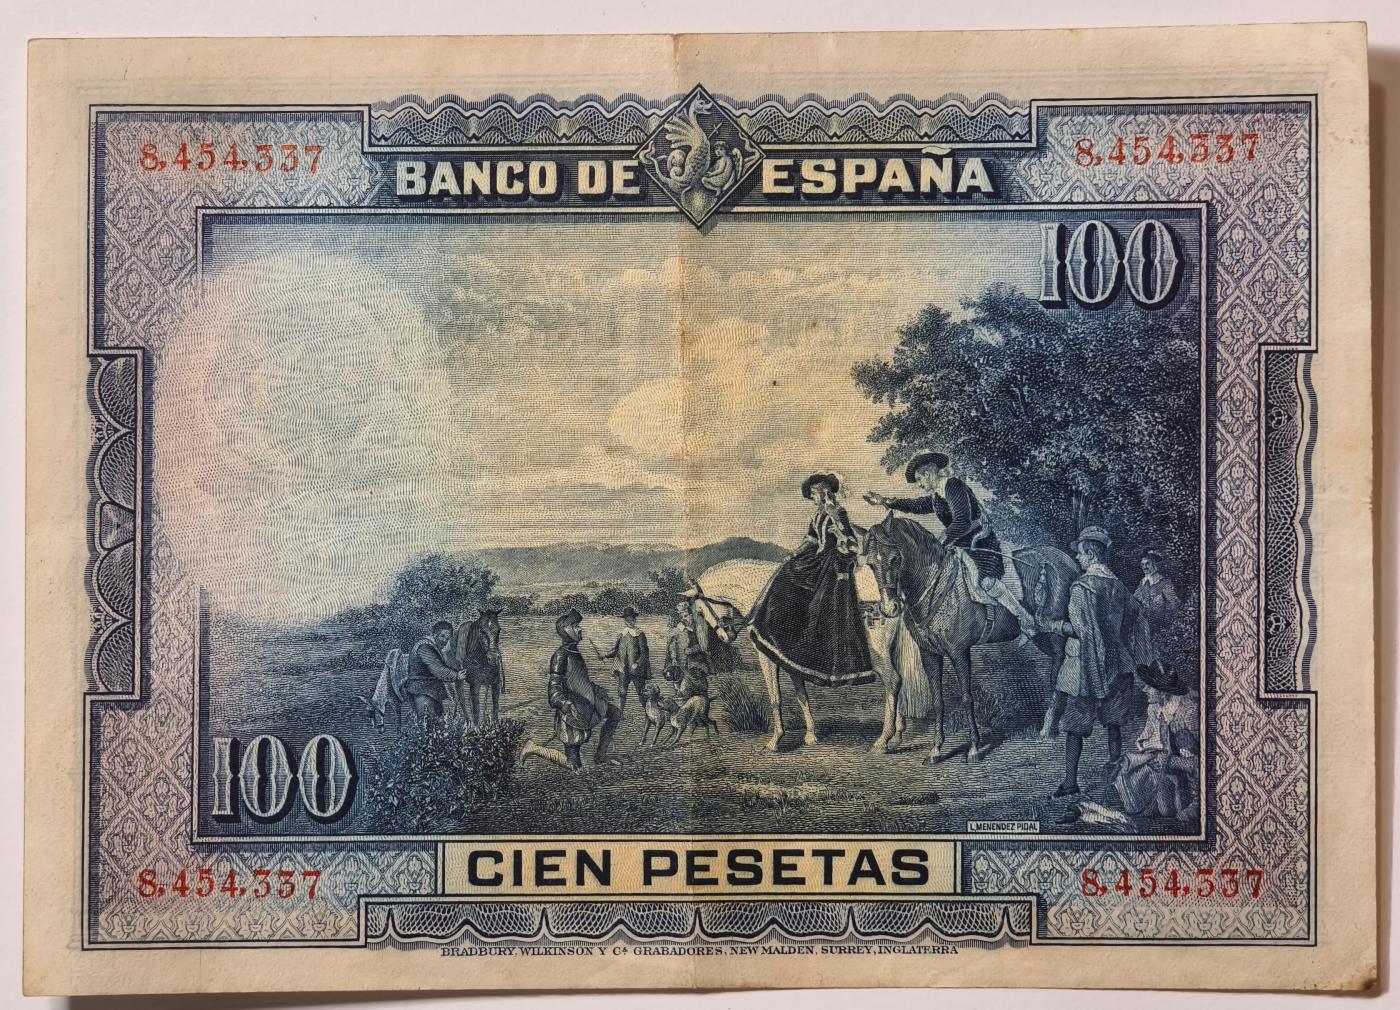 8,454,337
8,454,337
BANCO DE ESPAÑA
100
100
L. MENENDEZ PIDAL
CIEN PESETAS
8,454,337
8,454,337
BRADBURY, WILKINSON Y Cª GRABADORES, NEW MALDEN, SURREY, INGLATERRA